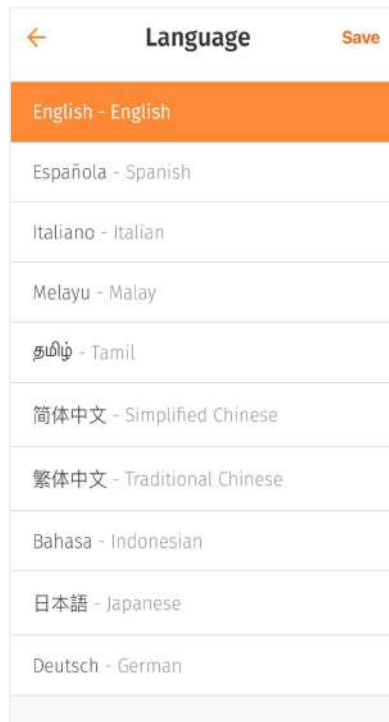 ← Language Save
English - English
Española - Spanish
Italiano - Italian
Melayu - Malay
தமிழ் - Tamil
简体中文 - Simplified Chinese
繁体中文 - Traditional Chinese
Bahasa - Indonesian
日本語 - Japanese
Deutsch - German